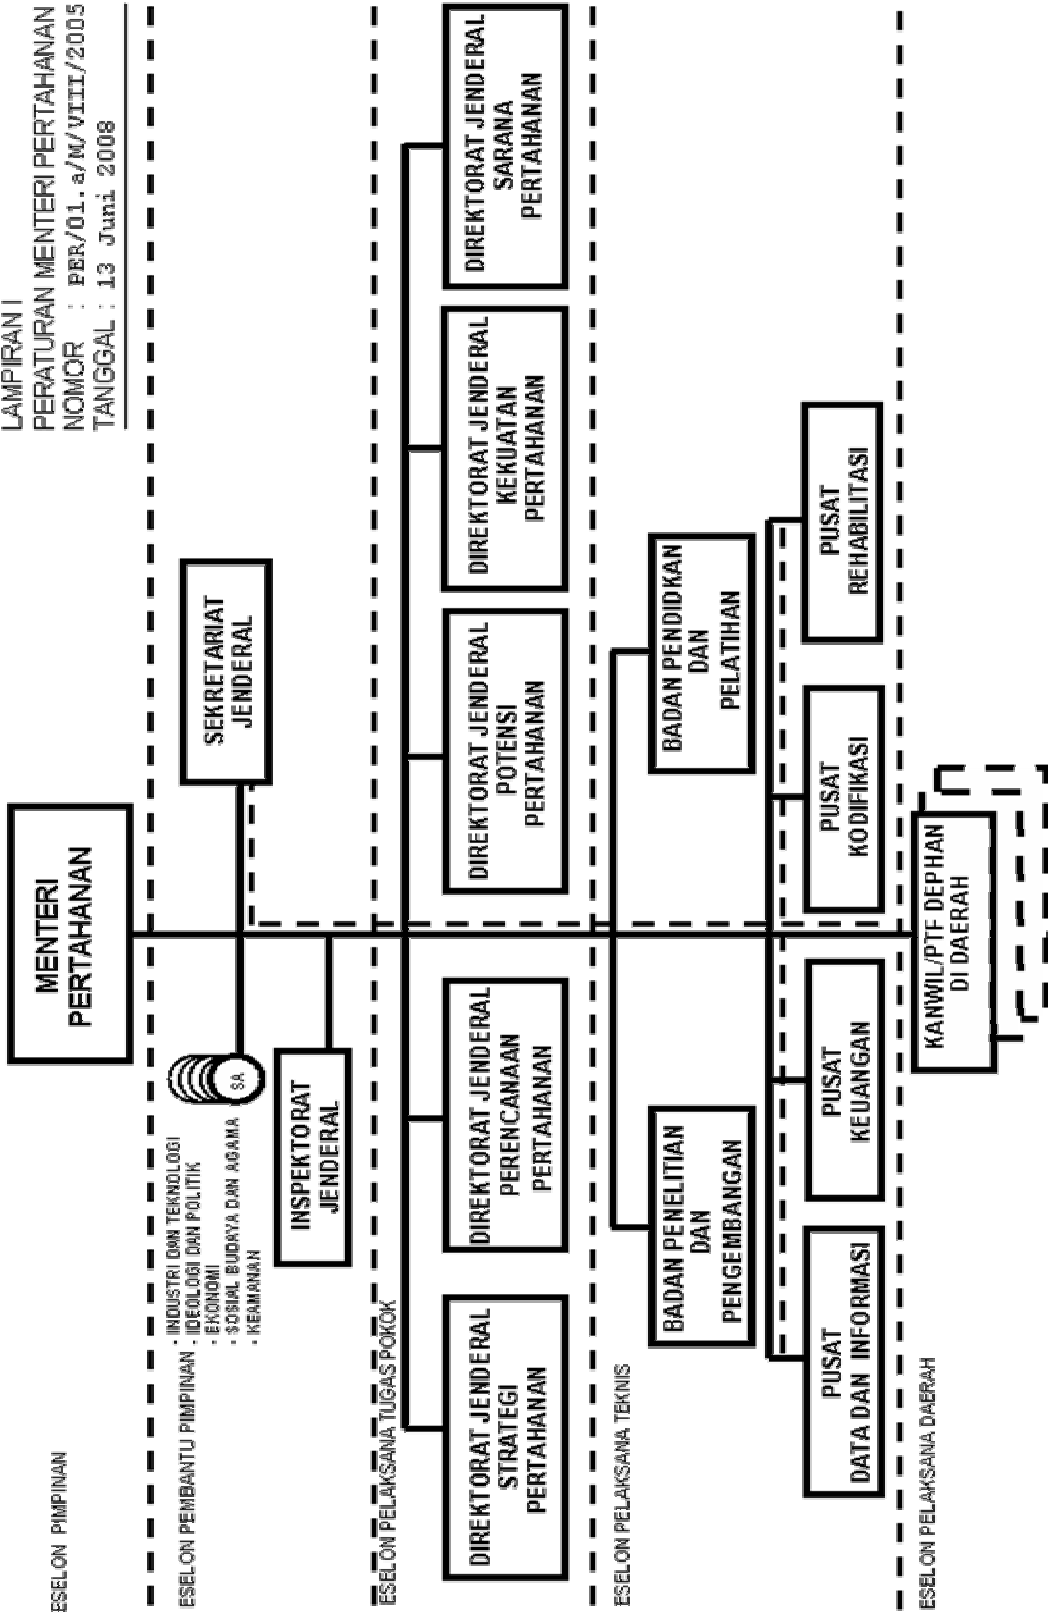 LAMPIRAN I
PERATURAN MENTERI PERTAHANAN
NOMOR : PER/01.a/M/VIII/2005
TANGGAL : 13 Juni 2008
ESELON PIMPINAN
MENTERI
PERTAHANAN
ESELON PEMBANTU PIMPINAN
- INDUSTRI DAN TEKNOLOGI
- IDEOLOGI DAN POLITIK
- EKONOMI
- SOSIAL BUDAYA DAN AGAMA
- KEAMANAN
SA
SEKRETARIAT
JENDERAL
INSPEKTORAT
JENDERAL
ESELON PELAKSANA TUGAS POKOK
DIREKTORAT JENDERAL
STRATEGI
PERTAHANAN
DIREKTORAT JENDERAL
PERENCANAAN
PERTAHANAN
DIREKTORAT JENDERAL
POTENSI
PERTAHANAN
DIREKTORAT JENDERAL
KEKUATAN
PERTAHANAN
DIREKTORAT JENDERAL
SARANA
PERTAHANAN
ESELON PELAKSANA TEKNIS
BADAN PENELITIAN
DAN
PENGEMBANGAN
BADAN PENDIDKAN
DAN
PELATIHAN
PUSAT
DATA DAN INFORMASI
PUSAT
KEUANGAN
PUSAT
KODIFIKASI
PUSAT
REHABILITASI
ESELON PELAKSANA DAERAH
KANWIL/PTF DEPHAN
DI DAERAH